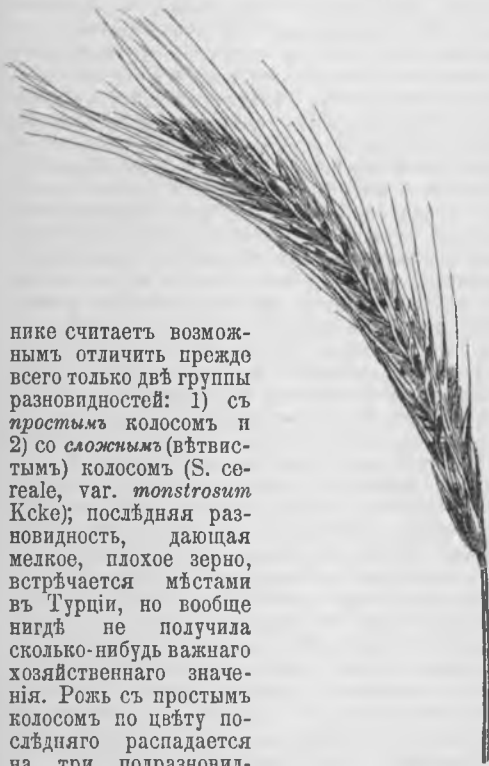 нике считаетъ возмож-
нымъ отличить прежде
всего только двѣ группы
разновидностей: 1) съ
простымъ колосомъ и
2) со сложнымъ (вѣтвис-
тымъ) колосомъ (S. ce-
reale, var. monstrosum
Kcke); послѣдняя раз-
новидность, дающая
мелкое, плохое зерно,
встрѣчается мѣстами
въ Турціи, но вообще
нигдѣ не получила
сколько-нибудь важнаго
хозяйственнаго значе-
нія. Рожь съ простымъ
колосомъ по цвѣту по-
слѣдняго распадается
на три подразновид-